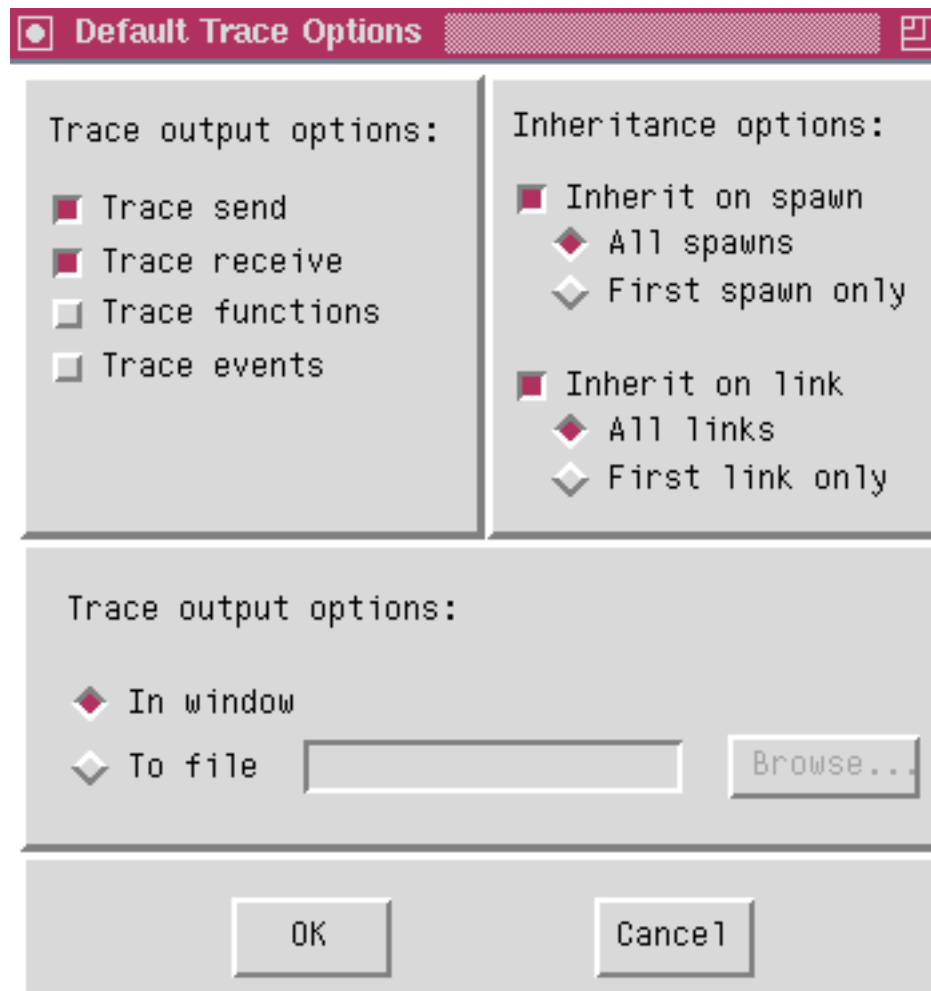 Default Trace Options
Trace output options:
Trace send
Trace receive
Trace functions
Trace events
Inheritance options:
Inherit on spawn
All spawns
First spawn only
Inherit on link
All links
First link only
Trace output options:
In window
To file
Browse...
OK
Cancel